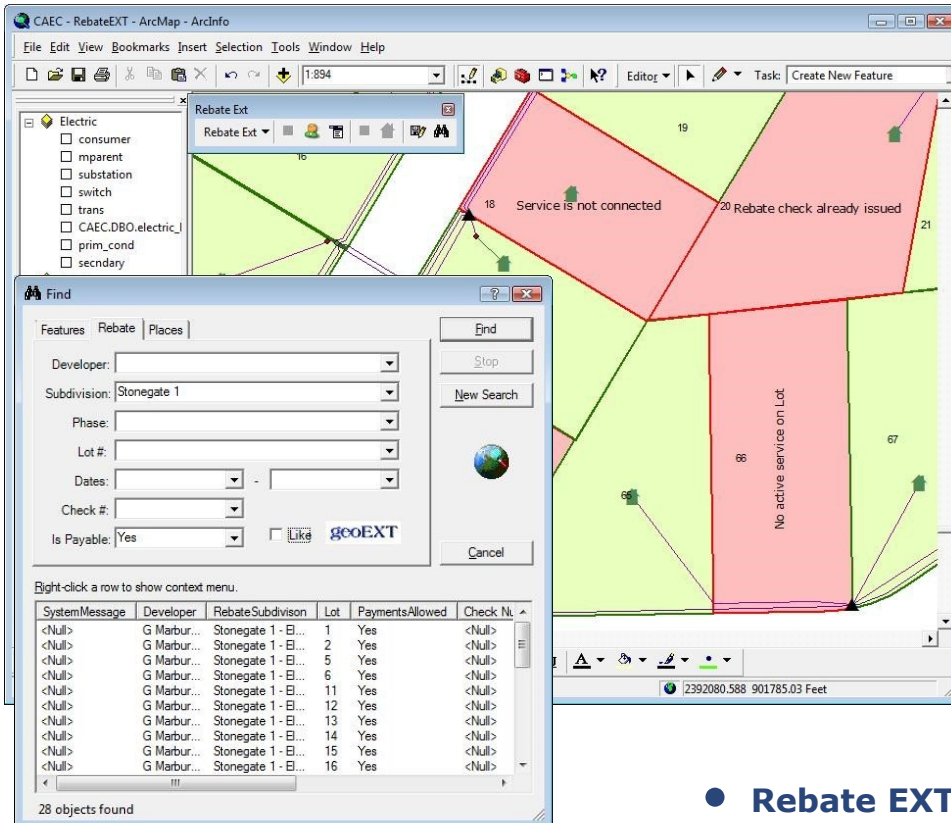 CAEC - RebateEXT - ArcMap - ArcInfo
File Edit View Bookmarks Insert Selection Tools Window Help
1:894
Editor
Task:
Create New Feature
Electric
consumer
mparent
substation
switch
trans
CAEC.DBO.electric_l
prim_cond
secndary
Rebate Ext
Rebate Ext
16
19
18
Service is not connected
20 Rebate check already issued
21
66
No active service on Lot
67
65
2392080.588 901785.03 Feet
Find
Features Rebate Places
Developer:
Subdivision: Stonegate 1
Phase:
Lot #:
Dates: -
Check #:
Is Payable: Yes
Like
geoEXT
Find
Stop
New Search
Cancel
Right-click a row to show context menu.
SystemMessage Developer RebateSubdivison Lot PaymentsAllowed Check Nu
<Null> G Marbur... Stonegate 1 - El... 1 Yes <Null>
<Null> G Marbur... Stonegate 1 - El... 2 Yes <Null>
<Null> G Marbur... Stonegate 1 - El... 5 Yes <Null>
<Null> G Marbur... Stonegate 1 - El... 6 Yes <Null>
<Null> G Marbur... Stonegate 1 - El... 11 Yes <Null>
<Null> G Marbur... Stonegate 1 - El... 12 Yes <Null>
<Null> G Marbur... Stonegate 1 - El... 13 Yes <Null>
<Null> G Marbur... Stonegate 1 - El... 14 Yes <Null>
<Null> G Marbur... Stonegate 1 - El... 15 Yes <Null>
<Null> G Marbur... Stonegate 1 - El... 16 Yes <Null>
28 objects found
• Rebate EXT